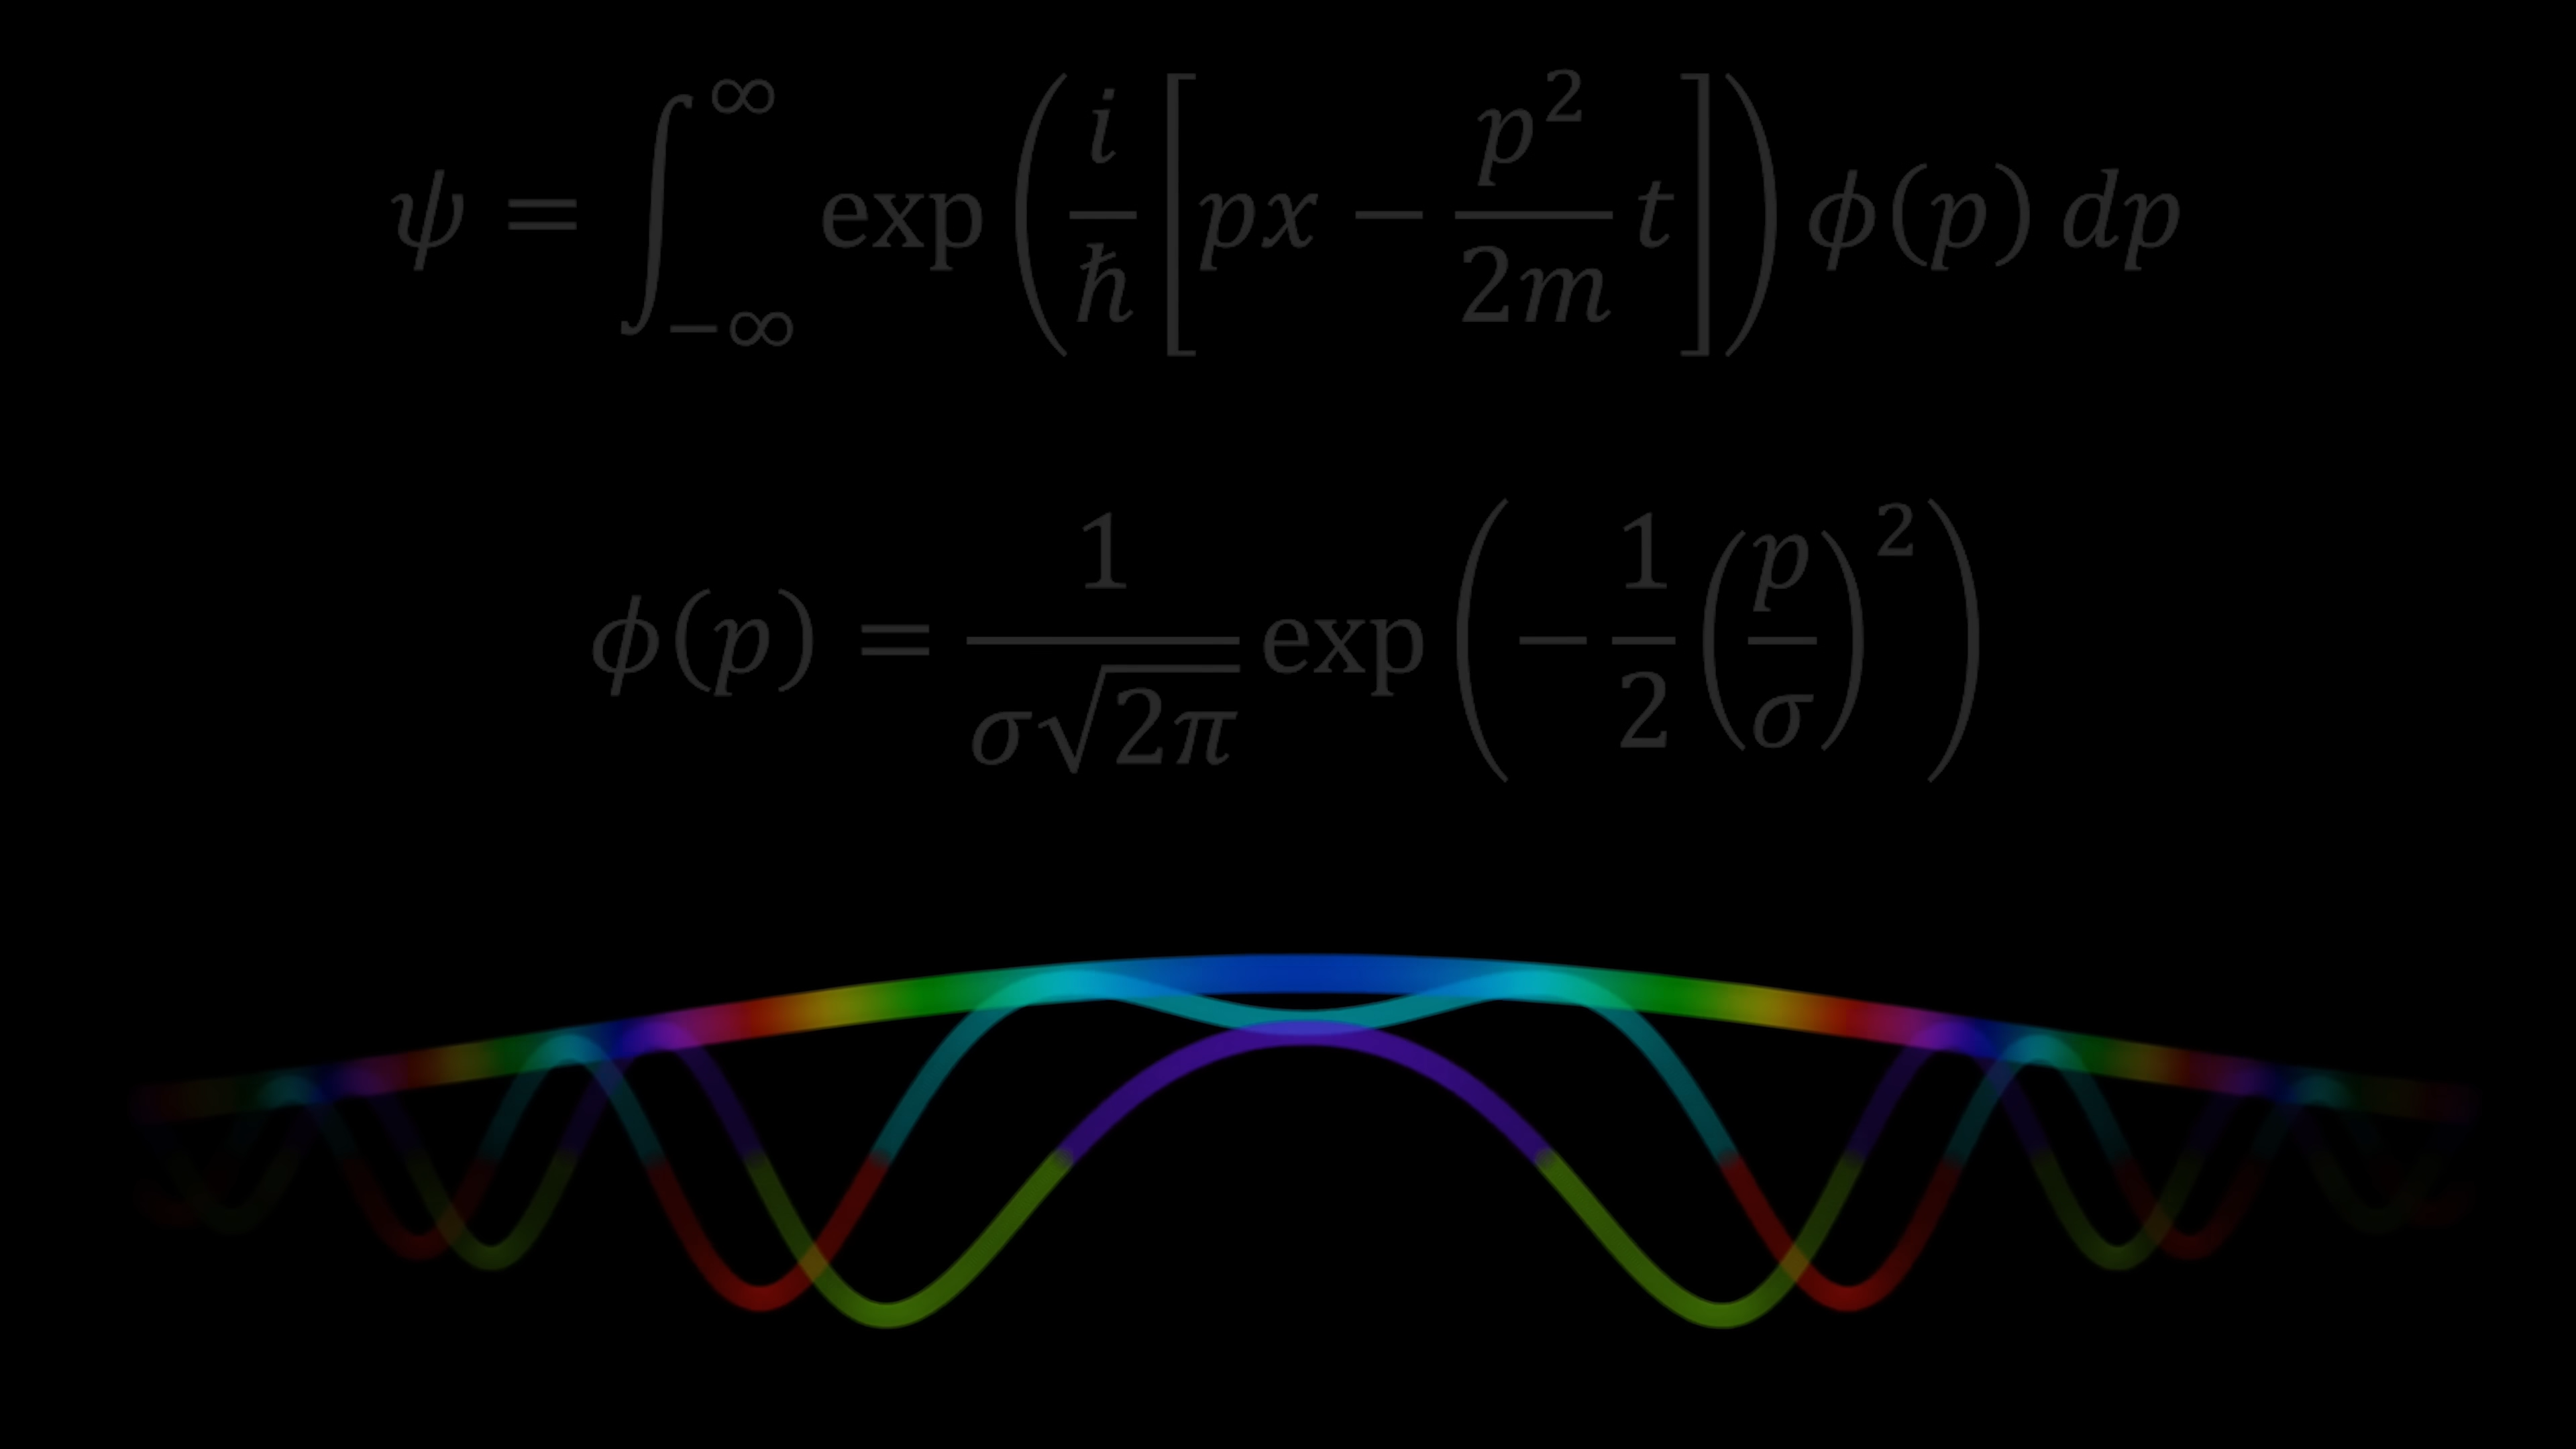 ψ = ∫_{-∞}^{∞} exp(i/ħ [px − p²/2m t]) ϕ(p) dp
ϕ(p) = 1/(σ√2π) exp(−1/2 (p/σ)²)